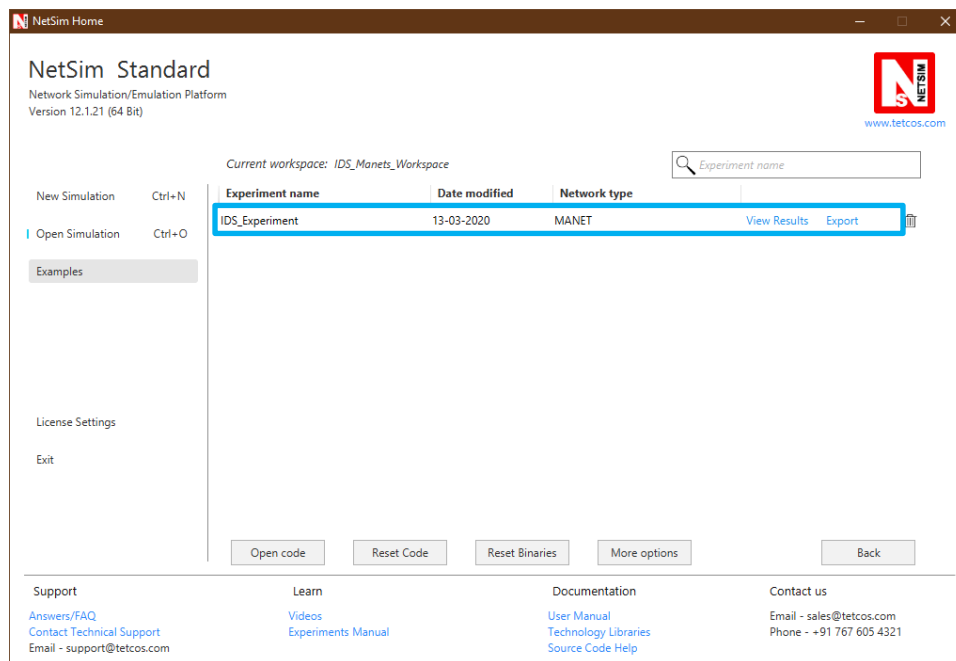 NetSim Home
NetSim Standard
Network Simulation/Emulation Platform
Version 12.1.21 (64 Bit)
NETSIM
www.tetcos.com
Current workspace: IDS_Manets_Workspace
Experiment name
New Simulation Ctrl+N
Open Simulation Ctrl+O
Examples
License Settings
Exit
Experiment name Date modified Network type
IDS_Experiment 13-03-2020 MANET View Results Export
Open code Reset Code Reset Binaries More options Back
Support
Answers/FAQ
Contact Technical Support
Email - support@tetcos.com
Learn
Videos
Experiments Manual
Documentation
User Manual
Technology Libraries
Source Code Help
Contact us
Email - sales@tetcos.com
Phone - +91 767 605 4321